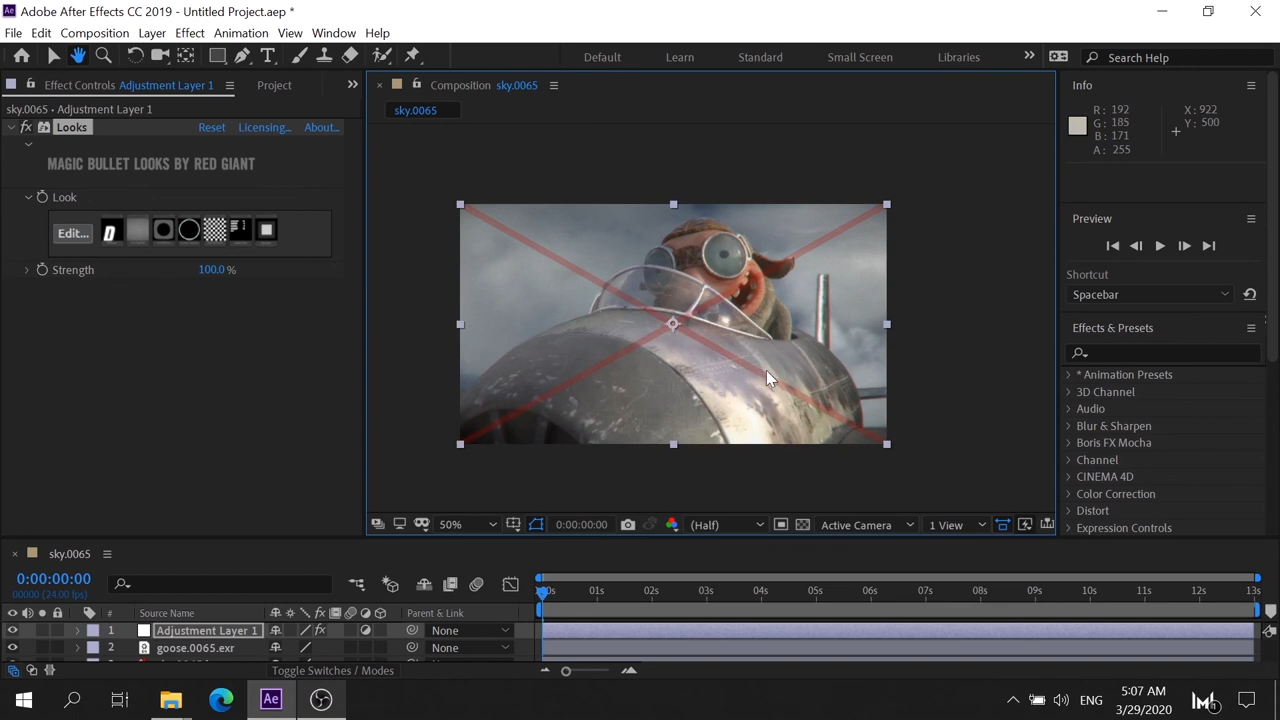 Adobe After Effects CC 2019 - Untitled Project.aep *
File Edit Composition Layer Effect Animation View Window Help
Default Learn Standard Small Screen Libraries Search Help
Effect Controls Adjustment Layer 1 Project
sky.0065 • Adjustment Layer 1
fx Looks Reset Licensing... About...
MAGIC BULLET LOOKS BY RED GIANT
Look
Edit...
Strength 100.0 %
Composition sky.0065
sky.0065
Info
R: 192 X: 922
G: 185 Y: 500
B: 171
A: 255
Preview
Shortcut
Spacebar
Effects & Presets
* Animation Presets
3D Channel
Audio
Blur & Sharpen
Boris FX Mocha
Channel
CINEMA 4D
Color Correction
Distort
Expression Controls
50% 0:00:00:00 (Half) Active Camera 1 View
sky.0065
0:00:00:00
00000 (24.00 fps)
01s 02s 03s 04s 05s 06s 07s 08s 09s 10s 11s 12s 13s
# Source Name Parent & Link
1 Adjustment Layer 1 None
2 goose.0065.exr None
Toggle Switches / Modes
ENG
5:07 AM
3/29/2020